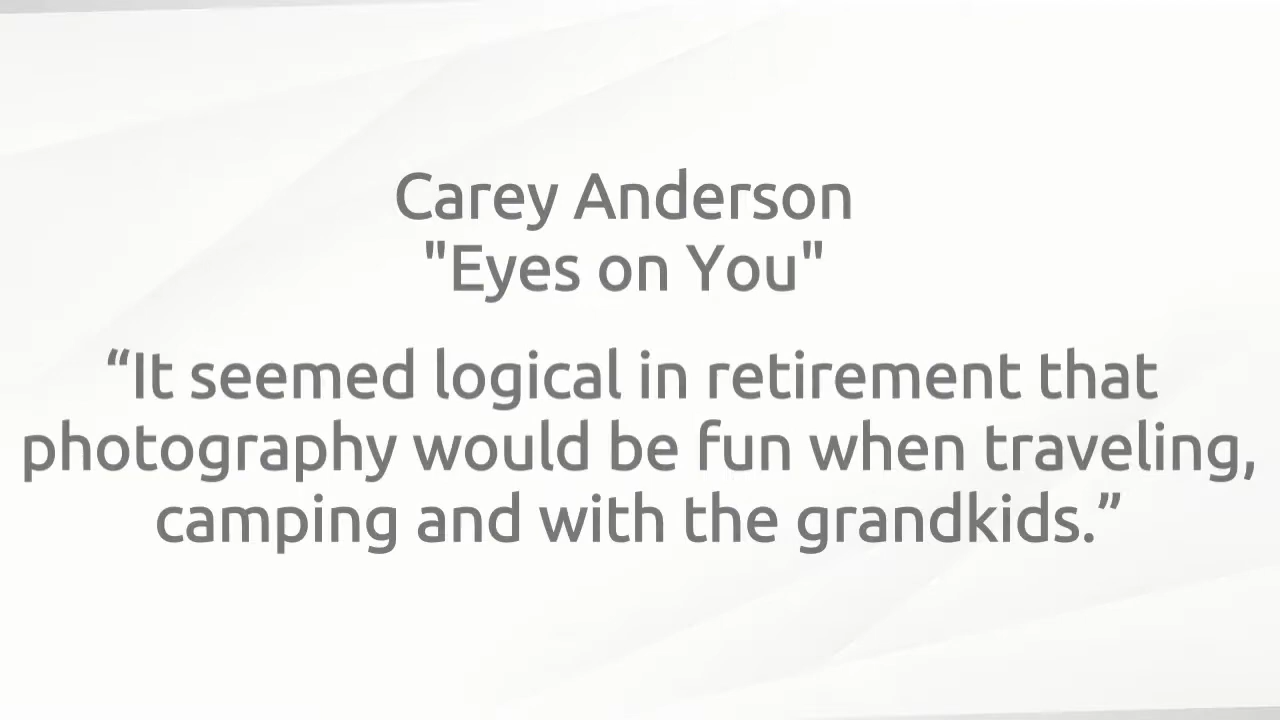 Carey Anderson
"Eyes on You"
“It seemed logical in retirement that
photography would be fun when traveling,
camping and with the grandkids.”